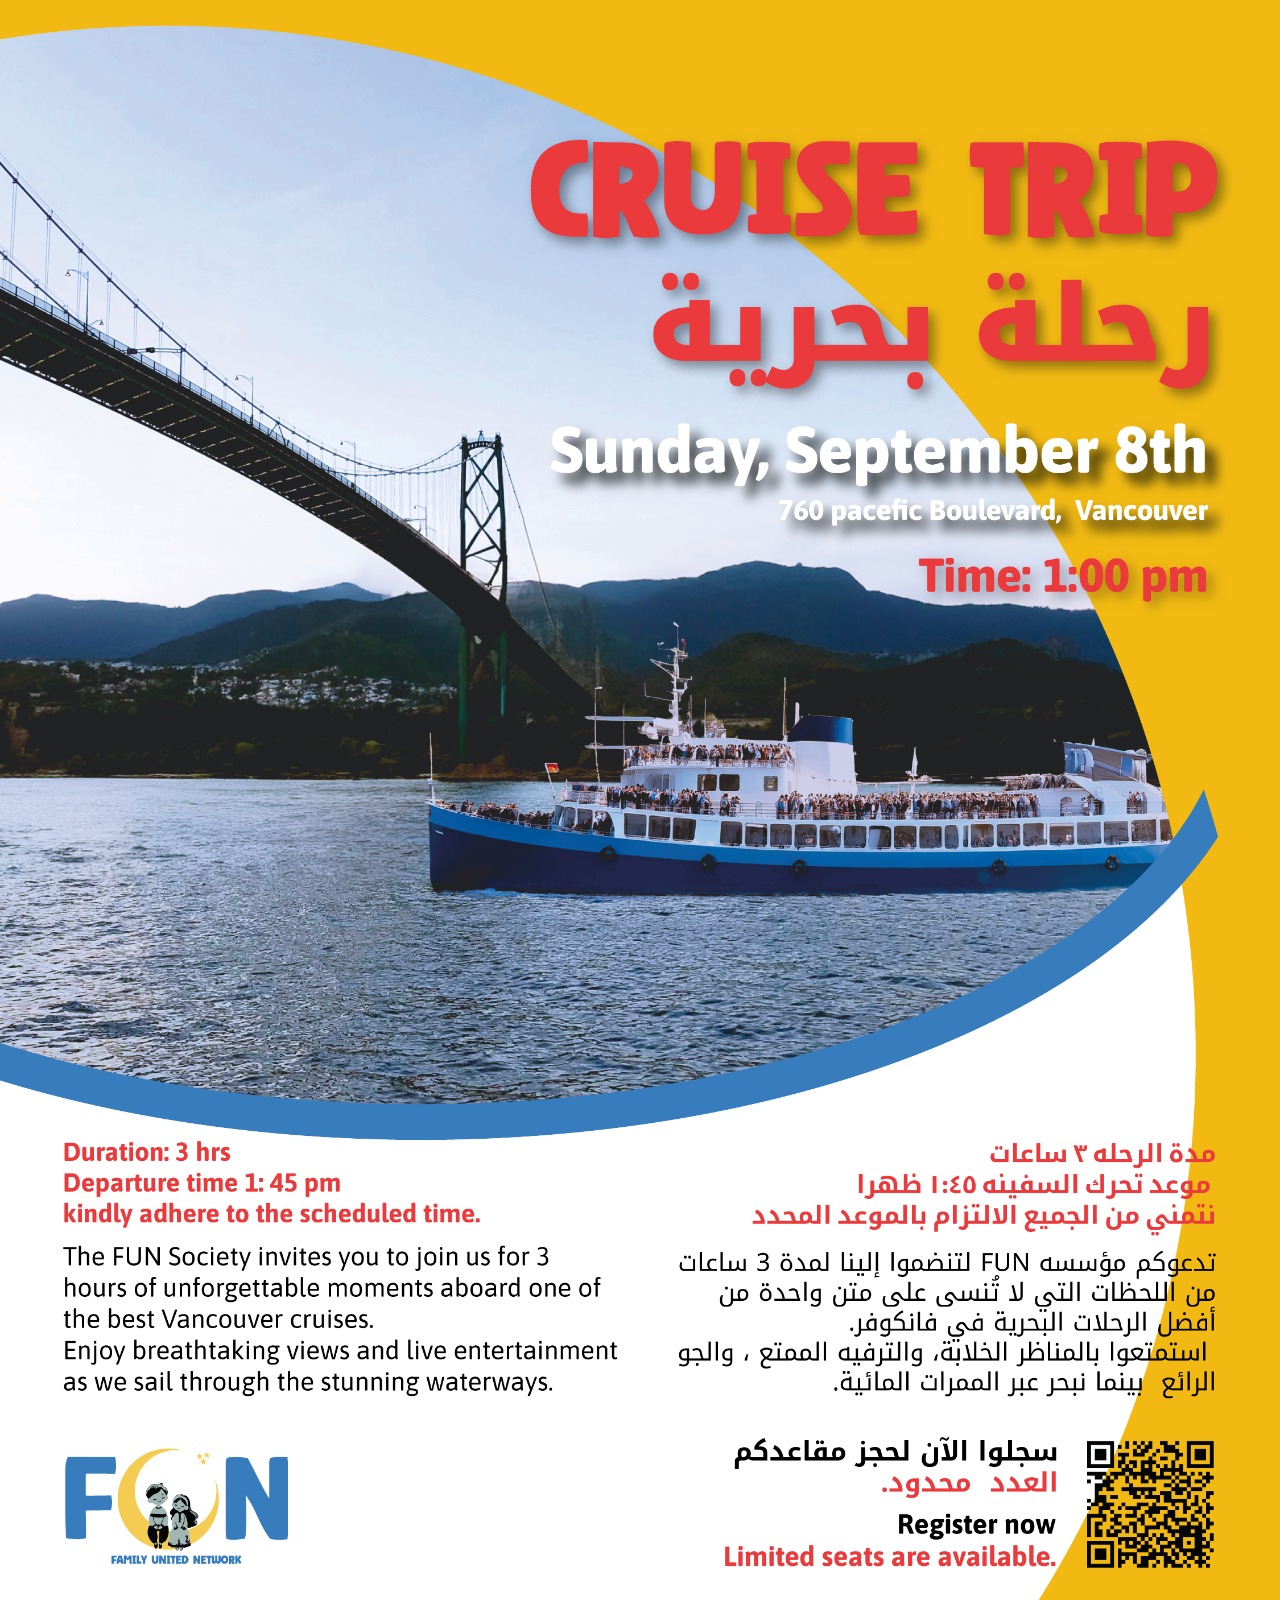 CRUISE TRIP
رحلة بحرية
Sunday, September 8th
760 pacefic Boulevard, Vancouver
Time: 1:00 pm
Duration: 3 hrs
Departure time 1: 45 pm
kindly adhere to the scheduled time.
The FUN Society invites you to join us for 3
hours of unforgettable moments aboard one of
the best Vancouver cruises.
Enjoy breathtaking views and live entertainment
as we sail through the stunning waterways.
مدة الرحله ٣ ساعات
موعد تحرك السفينه ١:٤٥ ظهرا
نتمني من الجميع الالتزام بالموعد المحدد
تدعوكم مؤسسه FUN لتنضموا إلينا لمدة 3 ساعات
من اللحظات التي لا تُنسى على متن واحدة من
أفضل الرحلات البحرية في فانكوفر.
استمتعوا بالمناظر الخلابة، والترفيه الممتع ، والجو
الرائع بينما نبحر عبر الممرات المائية.
FUN
FAMILY UNITED NETWORK
سجلوا الآن لحجز مقاعدكم
العدد محدود.
Register now
Limited seats are available.